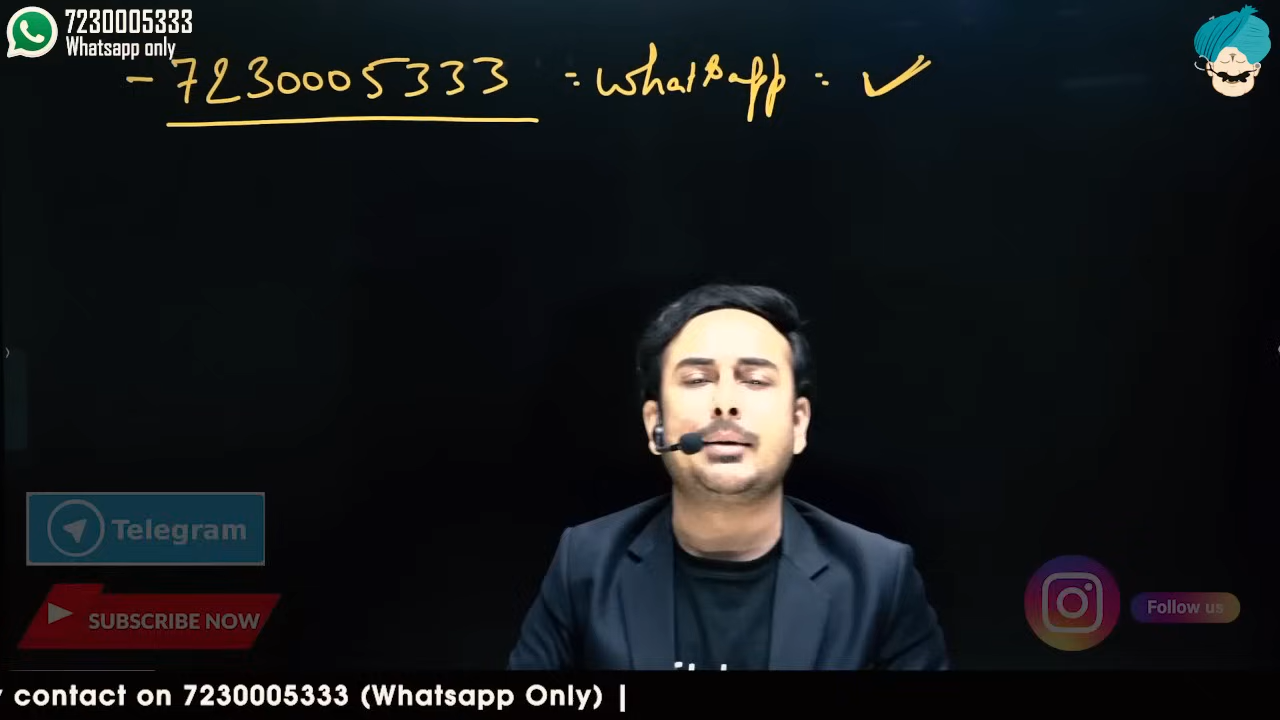 7230005333
Whatsapp only
- 7230005333 = whatsapp = ✓
Telegram
SUBSCRIBE NOW
Follow us
contact on 7230005333 (Whatsapp Only) |